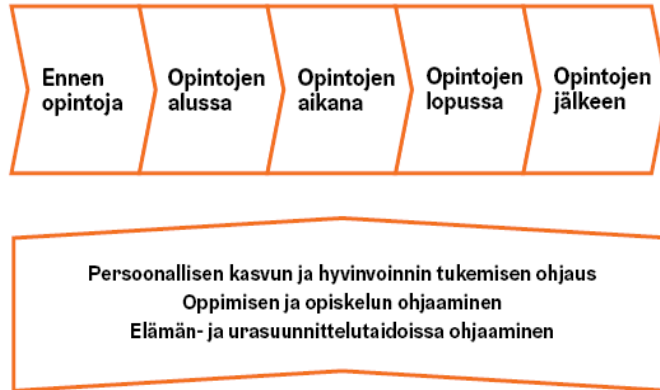 Ennen
opintoja
Opintojen
alussa
Opintojen
aikana
Opintojen
lopussa
Opintojen
jälkeen
Persoonallisen kasvun ja hyvinvoinnin tukemisen ohjaus
Oppimisen ja opiskelun ohjaaminen
Elämän- ja urasuunnittelutaidoissa ohjaaminen